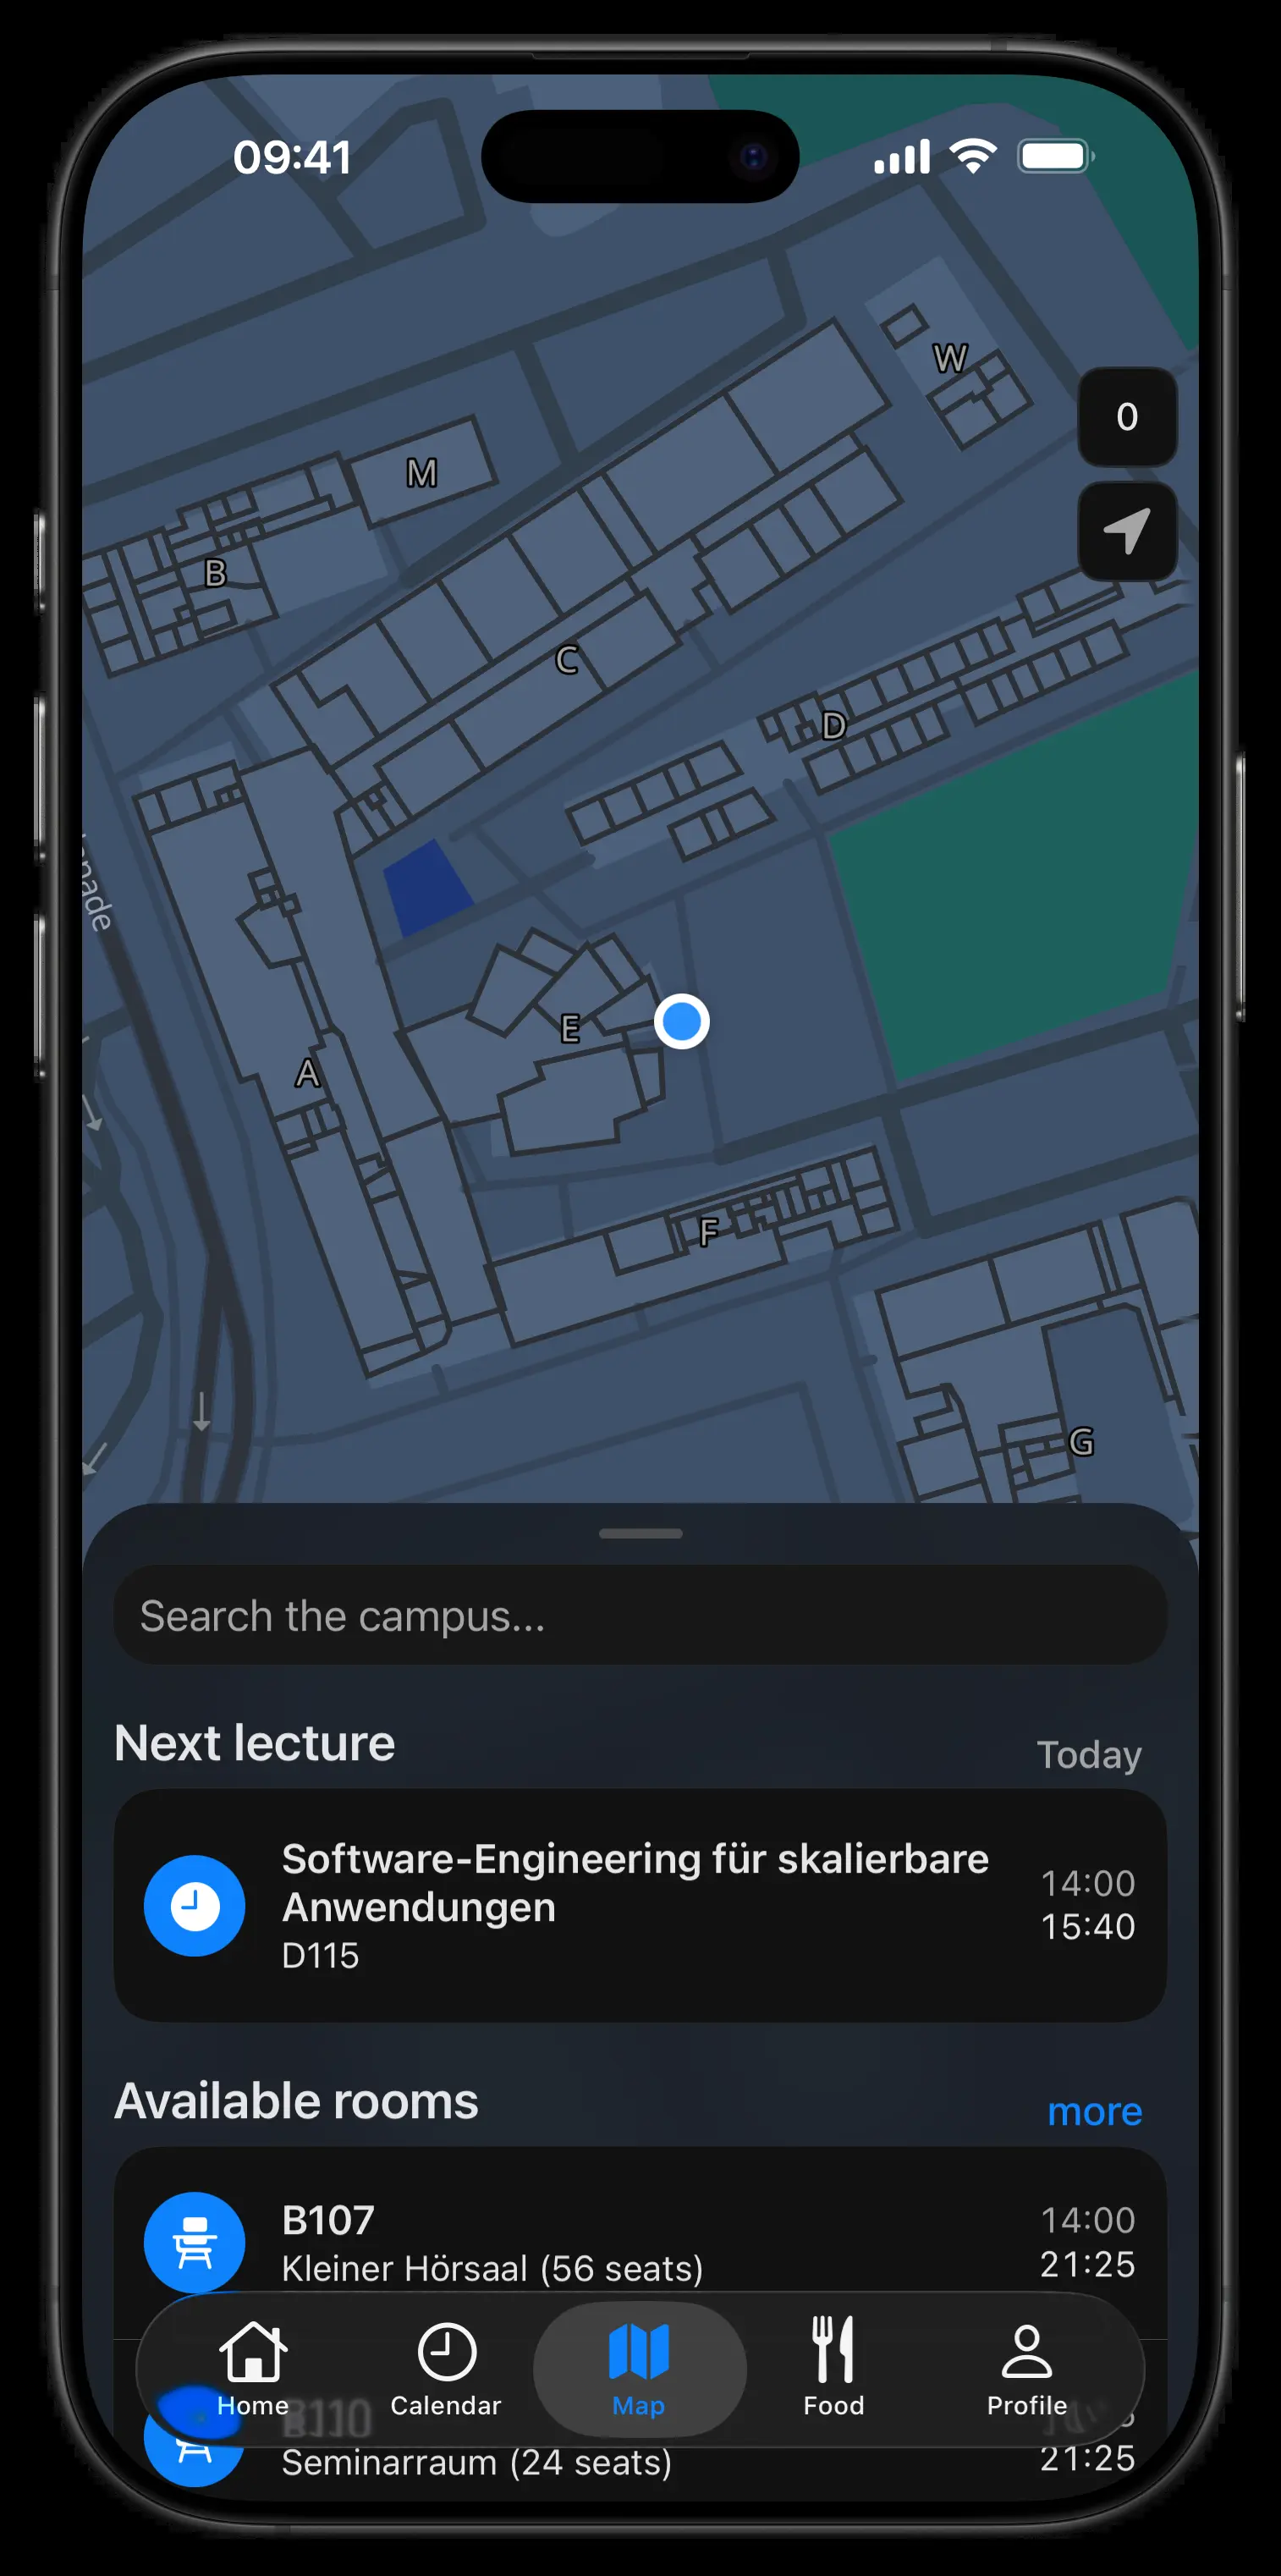 09:41
W
0
M
B
C
D
nade
E
A
F
G
Search the campus...
Next lecture
Today
Software-Engineering für skalierbare
Anwendungen
D115
14:00
15:40
Available rooms
more
B107
Kleiner Hörsaal (56 seats)
14:00
21:25
Home
Calendar
Map
Food
Profile
B110
Seminarraum (24 seats)
21:25